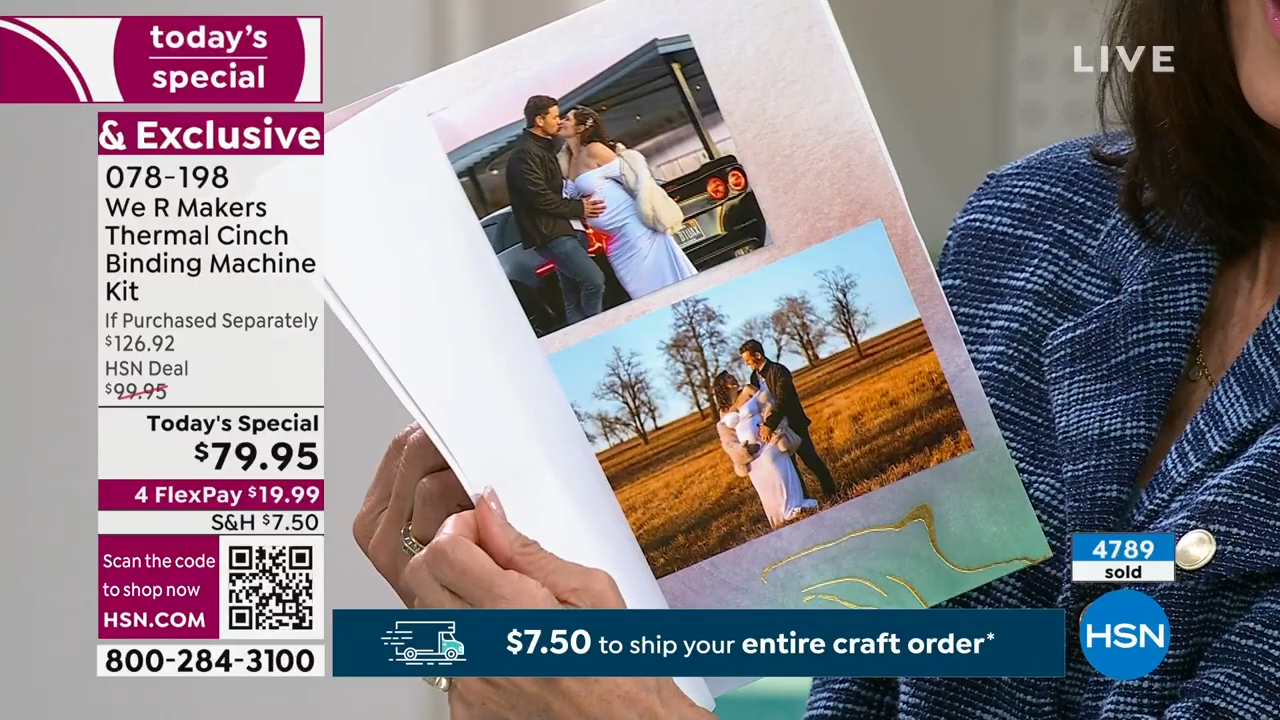 today's
special
& Exclusive
078-198
We R Makers
Thermal Cinch
Binding Machine
Kit
If Purchased Separately
$126.92
HSN Deal
$99.95
Today's Special
$79.95
4 FlexPay $19.99
S&H $7.50
Scan the code
to shop now
HSN.COM
800-284-3100
LIVE
4789
sold
HSN
$7.50 to ship your entire craft order*